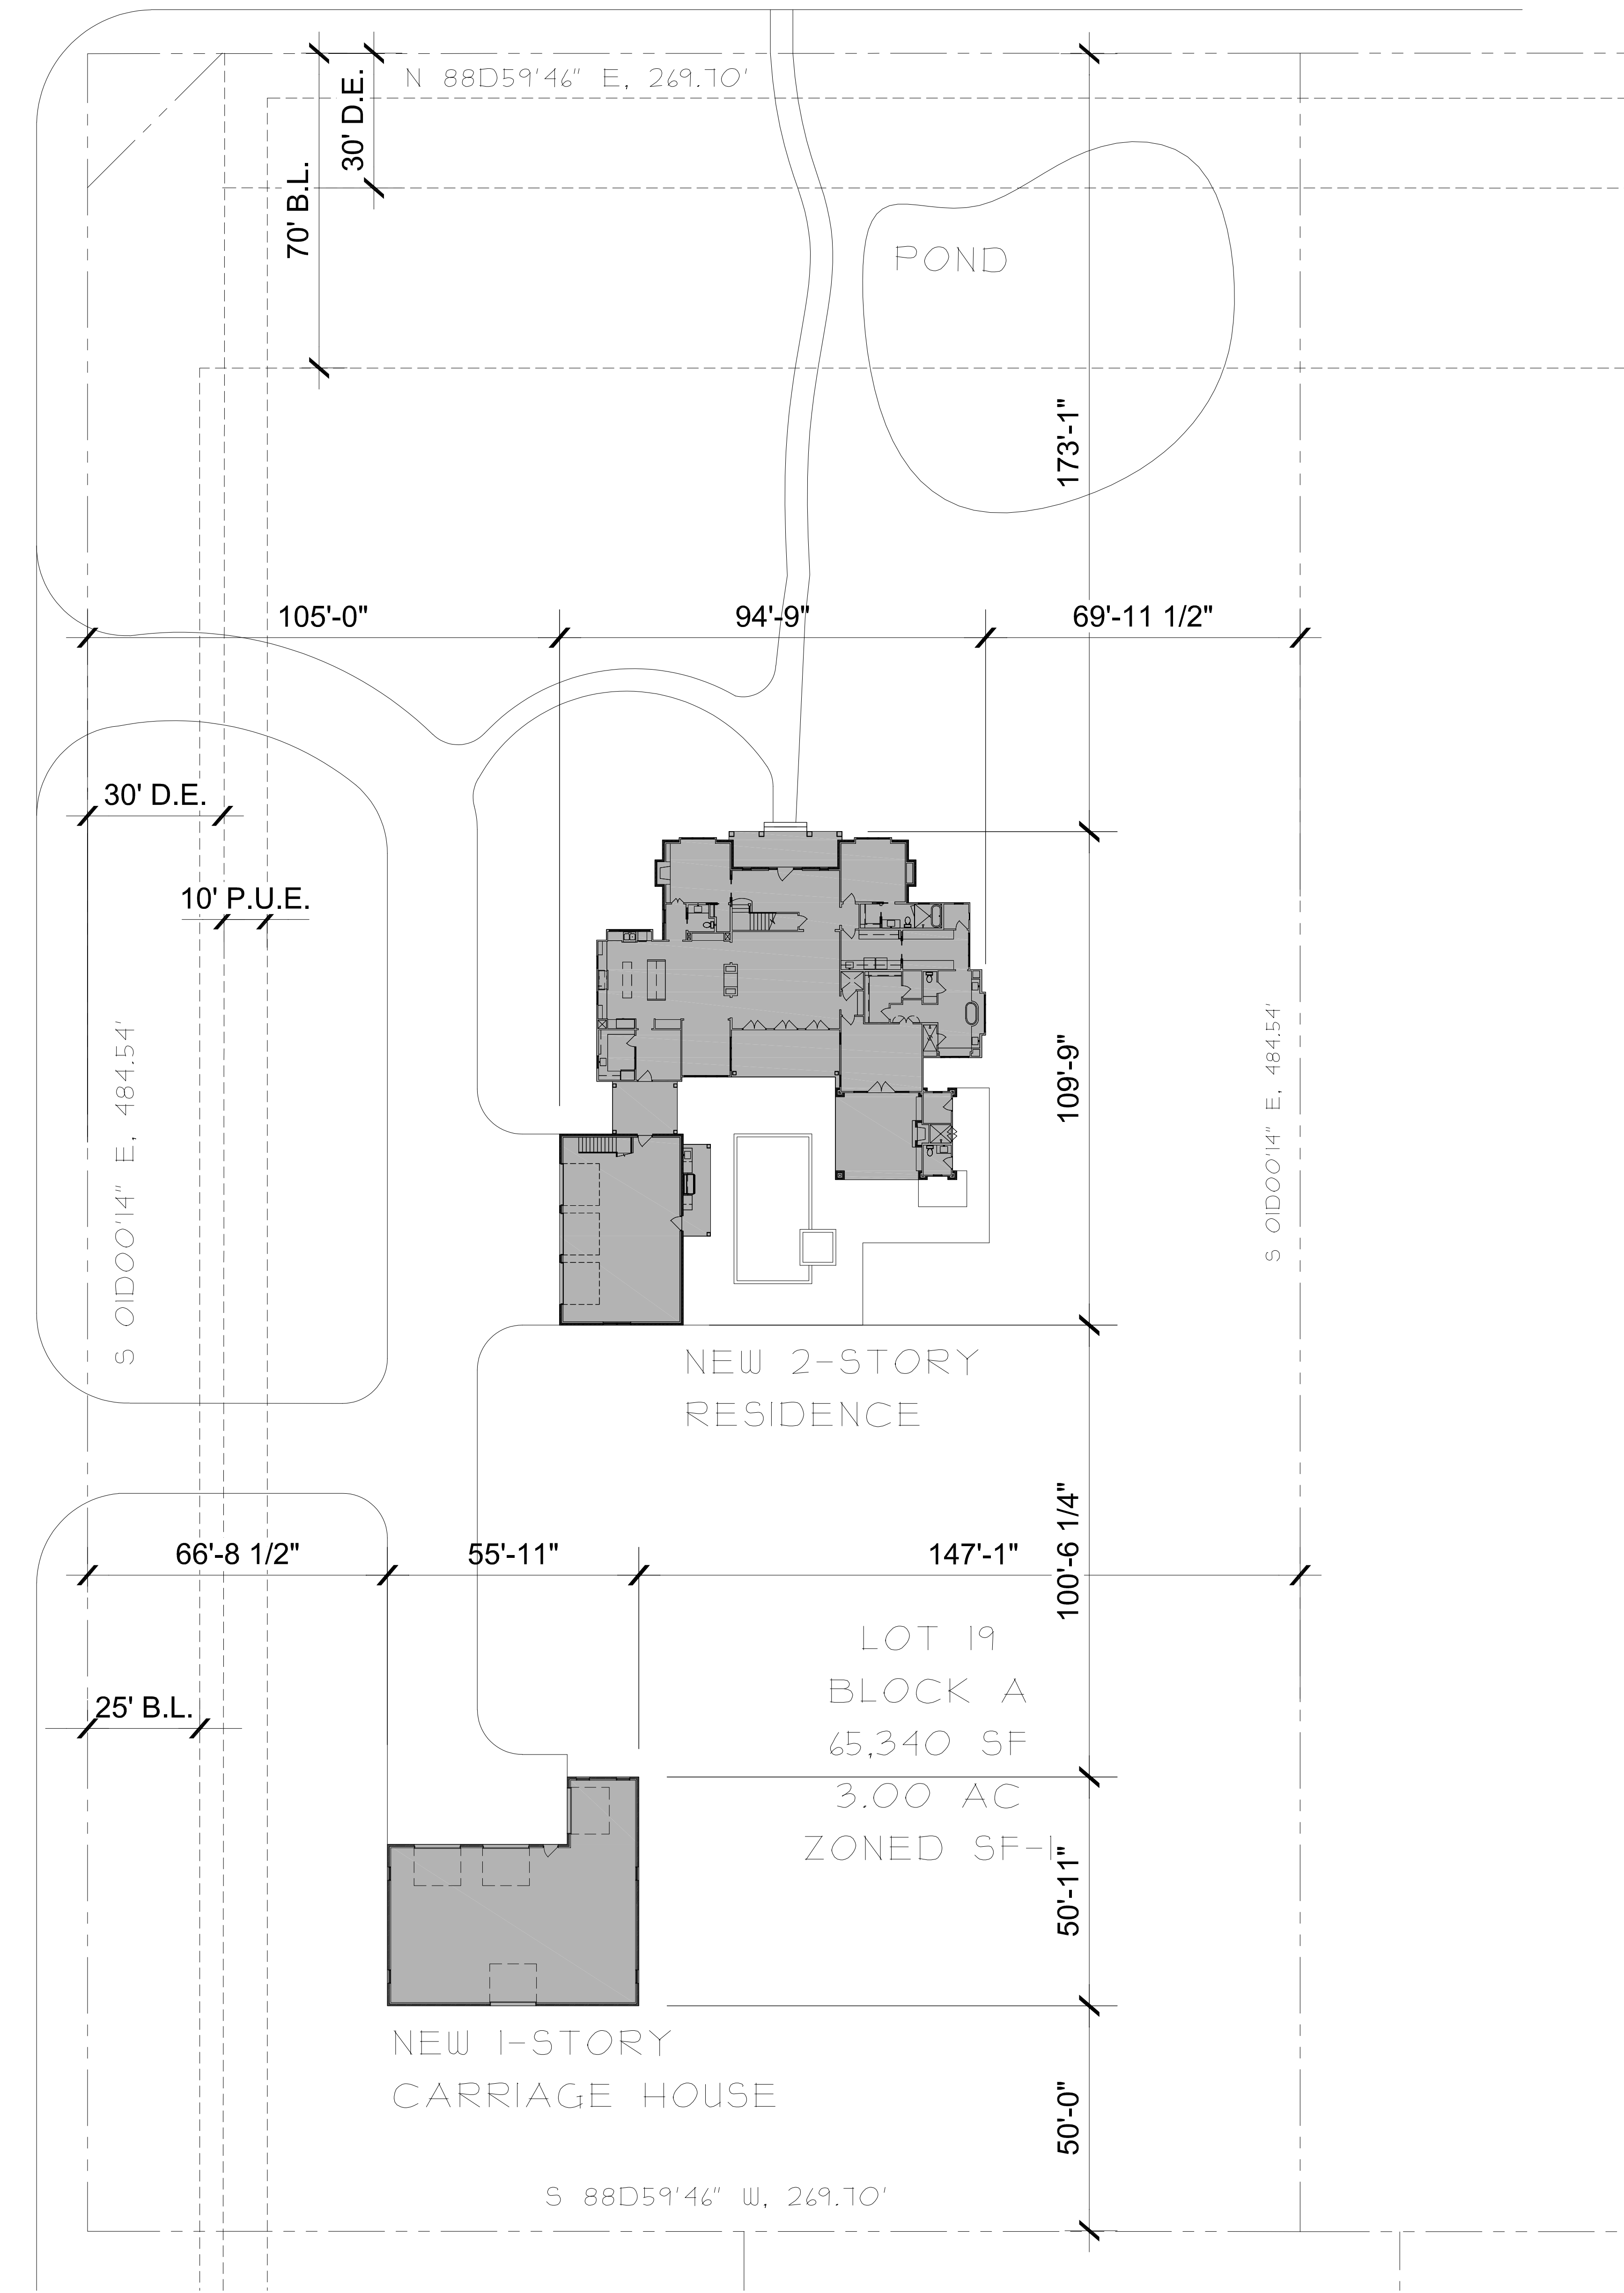 N 88D59'46" E, 269.70'
30' D.E.
70' B.L.
POND
173'-1"
105'-0"
94'-9"
69'-11 1/2"
30' D.E.
10' P.U.E.
S 01D00'14" E, 484.54'
S 01D00'14" E, 484.54'
109'-9"
NEW 2-STORY
RESIDENCE
100'-6 1/4"
66'-8 1/2"
55'-11"
147'-1"
LOT 19
BLOCK A
65,340 SF
3.00 AC
ZONED SF-1
25' B.L.
50'-11"
NEW 1-STORY
CARRIAGE HOUSE
50'-0"
S 88D59'46" W, 269.70'